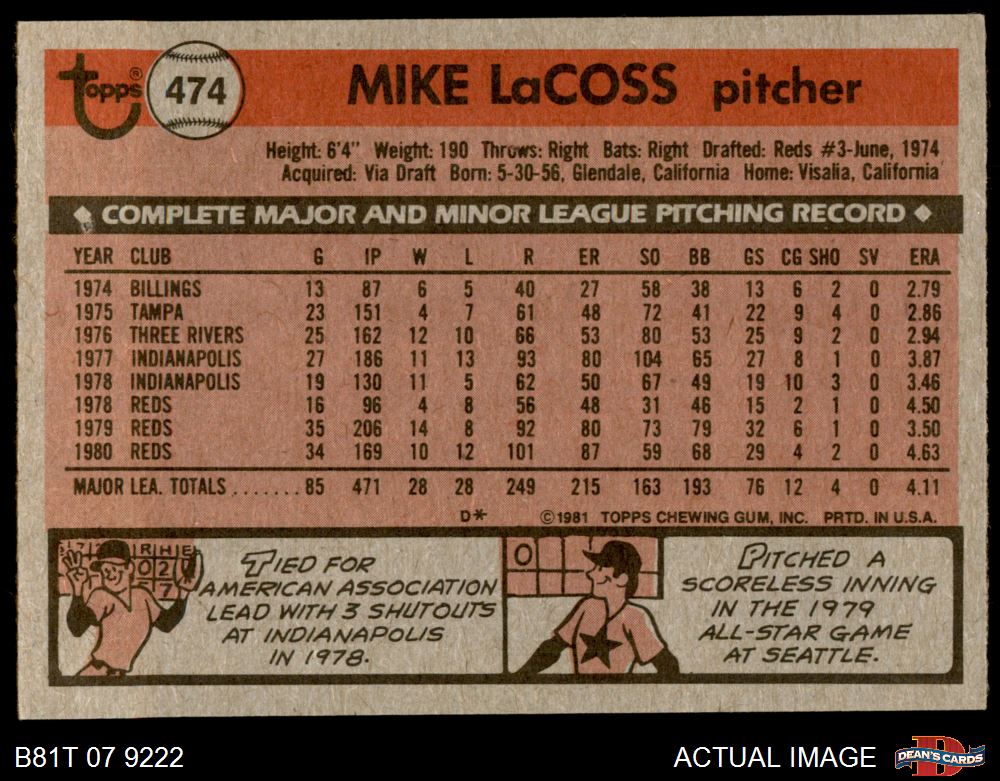 topps® 474 MIKE LaCOSS pitcher
Height: 6'4" Weight: 190 Throws: Right Bats: Right Drafted: Reds #3-June, 1974
Acquired: Via Draft Born: 5-30-56, Glendale, California Home: Visalia, California
◆ COMPLETE MAJOR AND MINOR LEAGUE PITCHING RECORD ◆
YEAR CLUB G IP W L R ER SO BB GS CG SHO SV ERA
1974 BILLINGS 13 87 6 5 40 27 58 38 13 6 2 0 2.79
1975 TAMPA 23 151 4 7 61 48 72 41 22 9 4 0 2.86
1976 THREE RIVERS 25 162 12 10 66 53 80 53 25 9 2 0 2.94
1977 INDIANAPOLIS 27 186 11 13 93 80 104 65 27 8 1 0 3.87
1978 INDIANAPOLIS 19 130 11 5 62 50 67 49 19 10 3 0 3.46
1978 REDS 16 96 4 8 56 48 31 46 15 2 1 0 4.50
1979 REDS 35 206 14 8 92 80 73 79 32 6 1 0 3.50
1980 REDS 34 169 10 12 101 87 59 68 29 4 2 0 4.63
MAJOR LEA. TOTALS ....... 85 471 28 28 249 215 163 193 76 12 4 0 4.11
D* ©1981 TOPPS CHEWING GUM, INC. PRTD. IN U.S.A.
R H E
0 2
7
TIED FOR
AMERICAN ASSOCIATION
LEAD WITH 3 SHUTOUTS
AT INDIANAPOLIS
IN 1978.
0
PITCHED A
SCORELESS INNING
IN THE 1979
ALL-STAR GAME
AT SEATTLE.
B81T 07 9222 ACTUAL IMAGE D DEAN'S CARDS